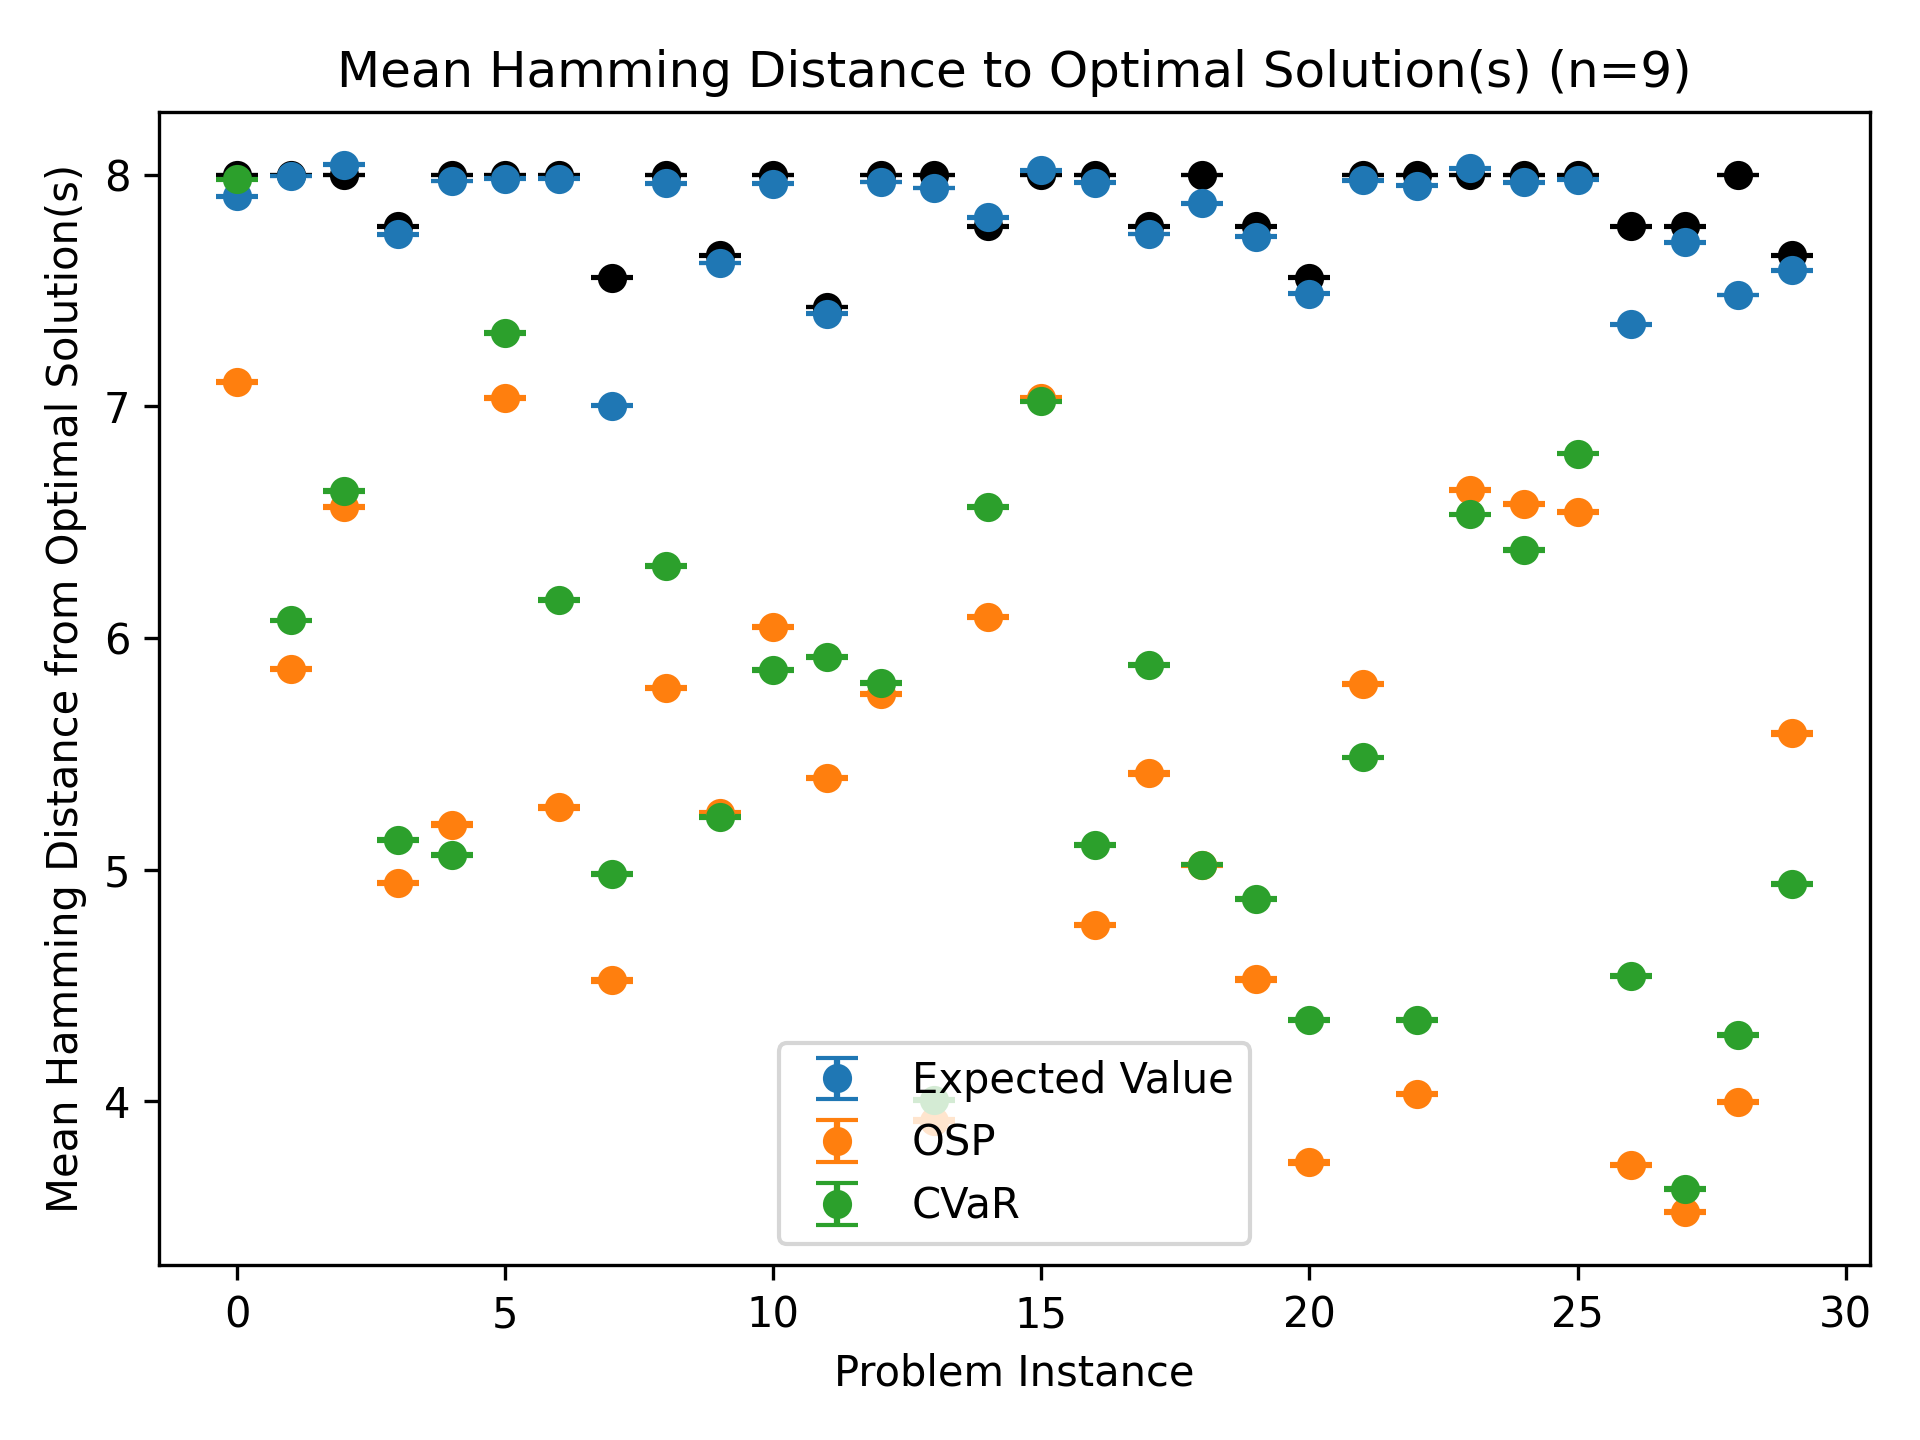 Mean Hamming Distance to Optimal Solution(s) (n=9)
Mean Hamming Distance from Optimal Solution(s)
8
7
6
5
4
Expected Value
OSP
CVaR
0 5 10 15 20 25 30
Problem Instance